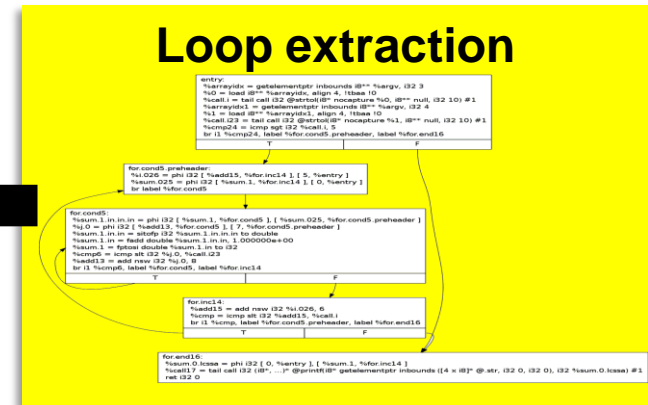 Loop extraction
entry:
%arrayidx = getelementptr inbounds i8** %argv, i32 3
%0 = load i8** %arrayidx, align 4, !tbaa !0
%call.i = tail call i32 @strtol(i8* nocapture %0, i8** null, i32 10) #1
%arrayidx1 = getelementptr inbounds i8** %argv, i32 4
%1 = load i8** %arrayidx1, align 4, !tbaa !0
%call.i23 = tail call i32 @strtol(i8* nocapture %1, i8** null, i32 10) #1
%cmp24 = icmp sgt i32 %call.i, 5
br i1 %cmp24, label %for.cond5.preheader, label %for.end16
T F
for.cond5.preheader:
%i.026 = phi i32 [ %add15, %for.inc14 ], [ 5, %entry ]
%sum.025 = phi i32 [ %sum.1, %for.inc14 ], [ 0, %entry ]
br label %for.cond5
for.cond5:
%sum.1.in.in.in = phi i32 [ %sum.1, %for.cond5 ], [ %sum.025, %for.cond5.preheader ]
%j.0 = phi i32 [ %add13, %for.cond5 ], [ 7, %for.cond5.preheader ]
%sum.1.in.in = sitofp i32 %sum.1.in.in.in to double
%sum.1.in = fadd double %sum.1.in.in, 1.000000e+00
%sum.1 = fptosi double %sum.1.in to i32
%cmp6 = icmp slt i32 %j.0, %call.i23
%add13 = add nsw i32 %j.0, 8
br i1 %cmp6, label %for.cond5, label %for.inc14
T F
for.inc14:
%add15 = add nsw i32 %i.026, 6
%cmp = icmp slt i32 %add15, %call.i
br i1 %cmp, label %for.cond5.preheader, label %for.end16
T F
for.end16:
%sum.0.lcssa = phi i32 [ 0, %entry ], [ %sum.1, %for.inc14 ]
%call17 = tail call i32 (i8*, ...)* @printf(i8* getelementptr inbounds ([4 x i8]* @.str, i32 0, i32 0), i32 %sum.0.lcssa) #1
ret i32 0